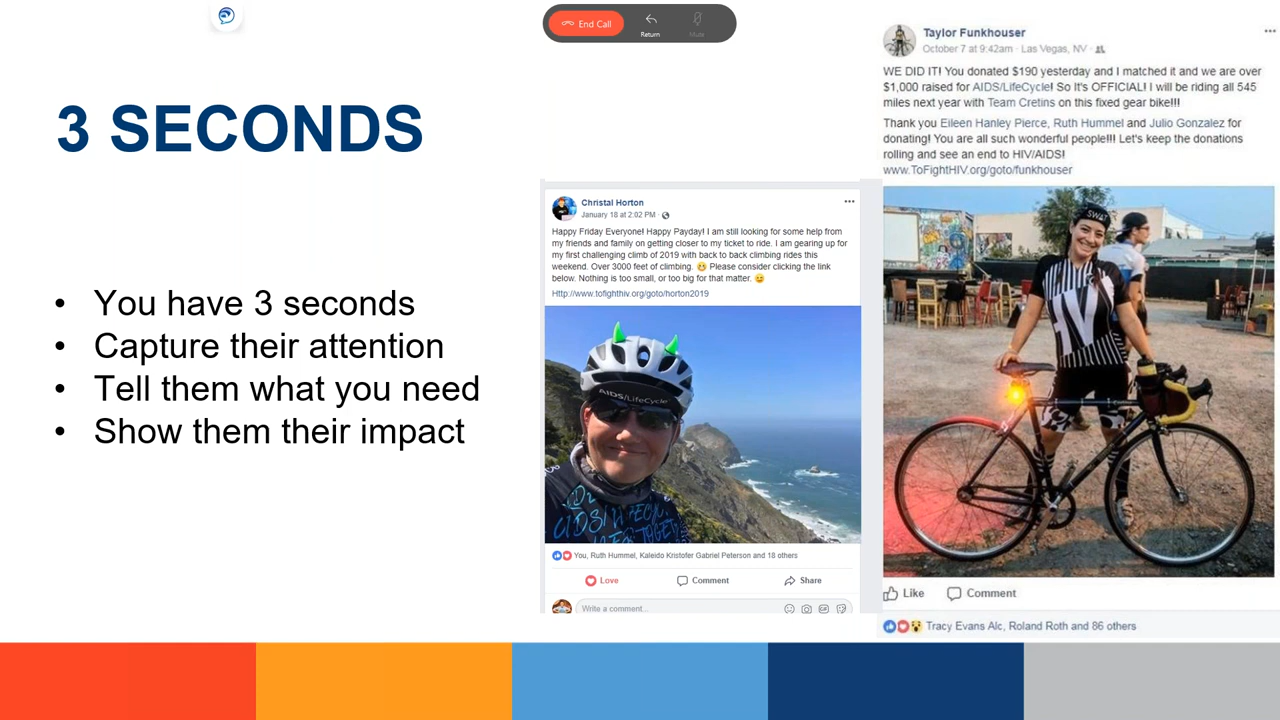 End Call
Return
Mute
3 SECONDS
• You have 3 seconds
• Capture their attention
• Tell them what you need
• Show them their impact
Christal Horton
January 18 at 2:02 PM ·
Happy Friday Everyone! Happy Payday! I am still looking for some help from
my friends and family on getting closer to my ticket to ride. I am gearing up for
my first challenging climb of 2019 with back to back climbing rides this
weekend. Over 3000 feet of climbing. 😀 Please consider clicking the link
below. Nothing is too small, or too big for that matter. 😊
Http://www.tofighthiv.org/goto/horton2019
AIDS/LifeCycle
You, Ruth Hummel, Kaleido Kristofer Gabriel Peterson and 18 others
Love Comment Share
Write a comment...
GIF
Taylor Funkhouser
October 7 at 9:42am · Las Vegas, NV ·
WE DID IT! You donated $190 yesterday and I matched it and we are over
$1,000 raised for AIDS/LifeCycle! So It's OFFICIAL! I will be riding all 545
miles next year with Team Cretins on this fixed gear bike!!!
Thank you Eileen Hanley Pierce, Ruth Hummel and Julio Gonzalez for
donating! You are all such wonderful people!!! Let's keep the donations
rolling and see an end to HIV/AIDS!
www.ToFightHIV.org/goto/funkhouser
SWAT
Like Comment
Tracy Evans Alc, Roland Roth and 86 others